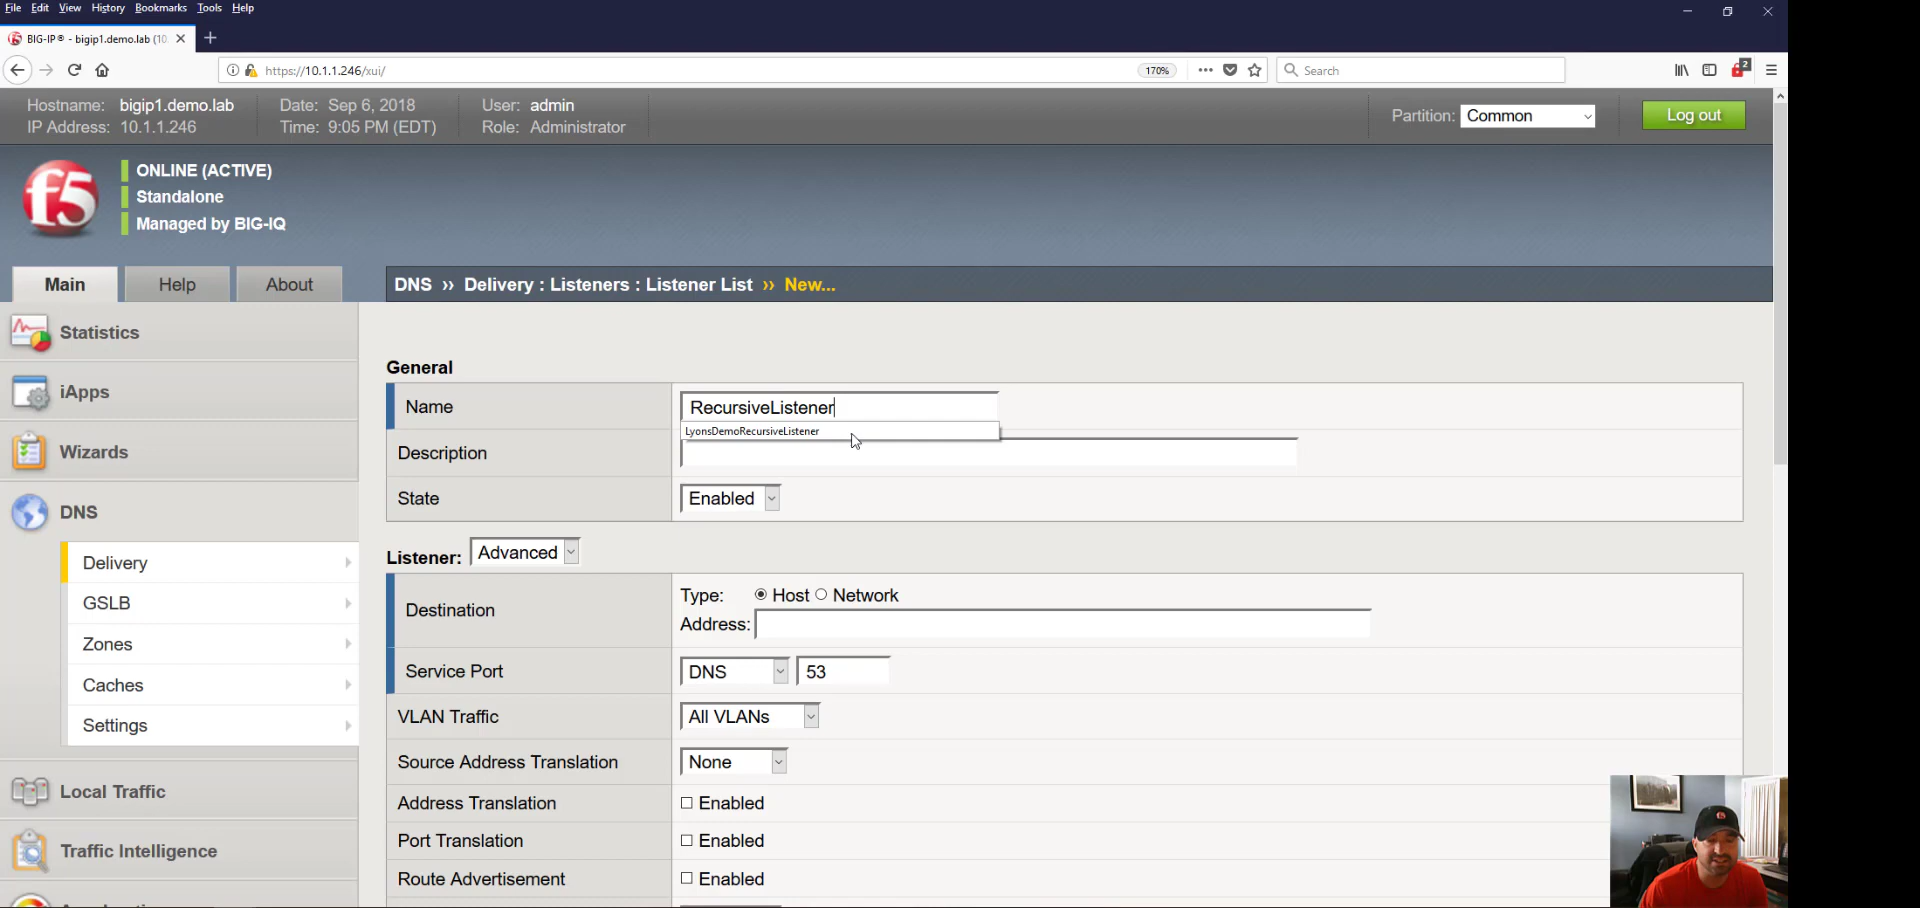 File Edit View History Bookmarks Tools Help
BIG-IP® - bigip1.demo.lab (10.
https://10.1.1.246/xui/
170%
Search
2
Hostname: bigip1.demo.lab Date: Sep 6, 2018 User: admin
IP Address: 10.1.1.246 Time: 9:05 PM (EDT) Role: Administrator
Partition: Common
Log out
f5
ONLINE (ACTIVE)
Standalone
Managed by BIG-IQ
Main Help About
DNS ›› Delivery : Listeners : Listener List ›› New...
Statistics
iApps
Wizards
DNS
Delivery
GSLB
Zones
Caches
Settings
Local Traffic
Traffic Intelligence
General
Name RecursiveListener
LyonsDemoRecursiveListener
Description
State Enabled
Listener: Advanced
Destination Type: Host Network
Address:
Service Port DNS 53
VLAN Traffic All VLANs
Source Address Translation None
Address Translation Enabled
Port Translation Enabled
Route Advertisement Enabled